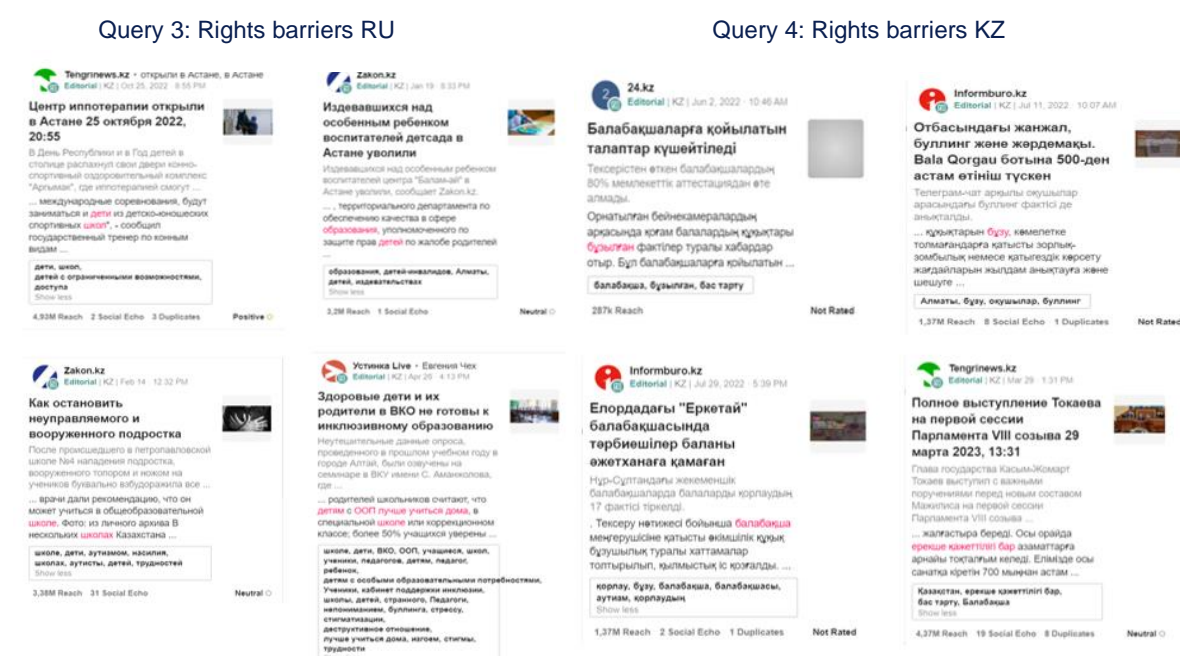 Query 3: Rights barriers RU
Tengrinews.kz • открыли в Астане, в Астане
Editorial | KZ | Oct 25, 2022 · 8:55 PM
Центр иппотерапии открыли
в Астане 25 октября 2022,
20:55
В День Республики и в Год детей в
столице распахнул свои двери конно-
спортивный оздоровительный комплекс
"Аргымак", где иппотерапией смогут ...
... международные соревнования, будут
заниматься и дети из детско-юношеских
спортивных школ", - сообщил
государственный тренер по конным
видам ...
дети, школ,
детей с ограниченными возможностями,
доступа
Show less
4,93M Reach 2 Social Echo 3 Duplicates Positive
Zakon.kz
Editorial | KZ | Jan 19 · 8:33 PM
Издевавшихся над
особенным ребенком
воспитателей детсада в
Астане уволили
Издевавшихся над особенным ребенком
воспитателей центра "Балам-ай" в
Астане уволили, сообщает Zakon.kz.
... , территориального департамента по
обеспечению качества в сфере
образования, уполномоченного по
защите прав детей по жалобе родителей
...
образования, детей-инвалидов, Алматы,
детей, издевательствах
Show less
3,2M Reach 1 Social Echo Neutral
Zakon.kz
Editorial | KZ | Feb 14 · 12:32 PM
Как остановить
неуправляемого и
вооруженного подростка
После происшедшего в петропавловской
школе №4 нападения подростка,
вооруженного топором и ножом на
учеников буквально взбудоражила все ...
... врачи дали рекомендацию, что он
может учиться в общеобразовательной
школе. Фото: из личного архива В
нескольких школах Казахстана ...
школе, дети, аутизмом, насилия,
школах, аутисты, детей, трудностей
Show less
3,38M Reach 31 Social Echo Neutral
Устинка Live • Евгения Чех
Editorial | KZ | Apr 26 · 4:13 PM
Здоровые дети и их
родители в ВКО не готовы к
инклюзивному образованию
Неутешительные данные опроса,
проведенного в прошлом учебном году в
городе Алтай, были озвучены на
семинаре в ВКУ имени С. Аманжолова,
где ...
... родителей школьников считают, что
детям с ООП лучше учиться дома, в
специальной школе или коррекционном
классе; более 50% учащихся уверены ...
школе, дети, ВКО, ООП, учащиеся, школ,
ученики, педагогов, детям, педагог,
ребенок,
детям с особыми образовательными потребностями,
Ученики, кабинет поддержки инклюзии,
школы, детей, странного, Педагоги,
непониманием, буллинга, стрессу,
стигматизации,
деструктивное отношение,
лучше учиться дома, изгоем, стигмы,
трудности
Query 4: Rights barriers KZ
24.kz
Editorial | KZ | Jun 2, 2022 · 10:46 AM
Балабақшаларға қойылатын
талаптар күшейтіледі
Тексерістен өткен балабақшалардың
80% мемлекеттік аттестациядан өте
алмады.
Орнатылған бейнекамералардың
арқасында қоғам балалардың құқықтары
бұзылған фактілер туралы хабардар
отыр. Бұл балабақшаларға қойылатын ...
балабақша, бұзылған, бас тарту
287k Reach Not Rated
Informburo.kz
Editorial | KZ | Jul 11, 2022 · 10:07 AM
Отбасындағы жанжал,
буллинг және жәрдемақы.
Bala Qorgau ботына 500-ден
астам өтініш түскен
Телеграм-чат арқылы оқушылар
арасындағы буллинг фактісі де
анықталды.
... құқықтарын бұзу, кәмелетке
толмағандарға қатысты зорлық-
зомбылық немесе қатыгездік көрсету
жағдайларын жылдам анықтауға және
шешуге ...
Алматы, бұзу, оқушылар, буллинг
1,37M Reach 8 Social Echo 1 Duplicates Not Rated
Informburo.kz
Editorial | KZ | Jul 29, 2022 · 5:39 PM
Елордадағы "Еркетай"
балабақшасында
тәрбиешілер баланы
әжетханаға қамаған
Нұр-Сұлтандағы жекеменшік
балабақшаларда балаларды қорлаудың
17 фактісі тіркелді.
. Тексеру нәтижесі бойынша балабақша
меңгерушісіне қатысты әкімшілік құқық
бұзушылық туралы хаттамалар
толтырылып, қылмыстық іс қозғалды. ...
қорлау, бұзу, балабақша, балабақшасы,
аутизм, қорлаудың
Show less
1,37M Reach 2 Social Echo 1 Duplicates Not Rated
Tengrinews.kz
Editorial | KZ | Mar 29 · 1:31 PM
Полное выступление Токаева
на первой сессии
Парламента VIII созыва 29
марта 2023, 13:31
Глава государства Касым-Жомарт
Токаев выступил с важными
поручениями перед новым составом
Мажилиса на первой сессии
Парламента VIII созыва ...
... жалғастыра береді. Осы орайда
ерекше қажеттілігі бар азаматтарға
арнайы тоқталғым келеді. Елімізде осы
санатқа кіретін 700 мыңнан астам ...
Қазақстан, ерекше қажеттілігі бар,
бас тарту, Балабақша
Show less
4,37M Reach 19 Social Echo 8 Duplicates Neutral